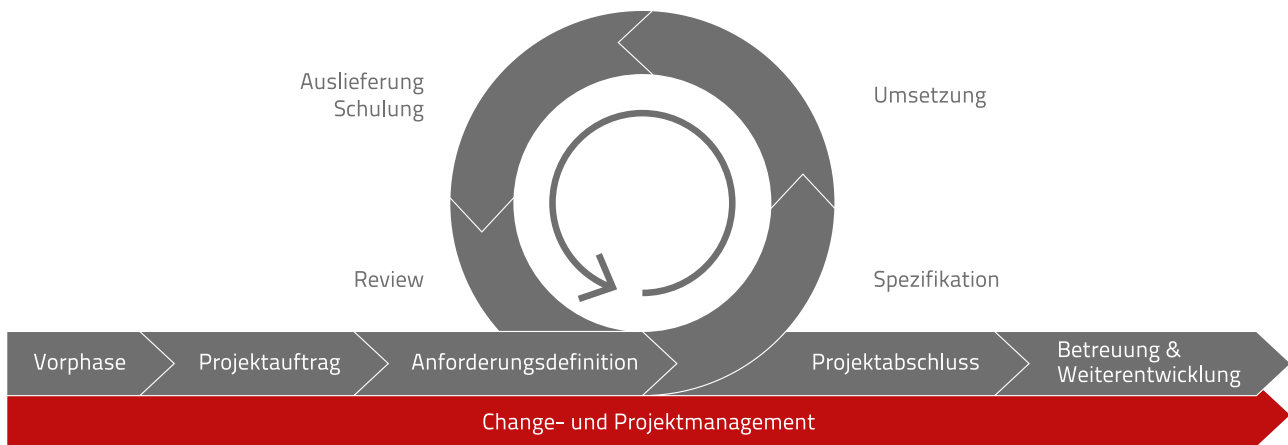 Auslieferung
Schulung
Umsetzung
Review
Spezifikation
Vorphase
Projektauftrag
Anforderungsdefinition
Projektabschluss
Betreuung &
Weiterentwicklung
Change- und Projektmanagement